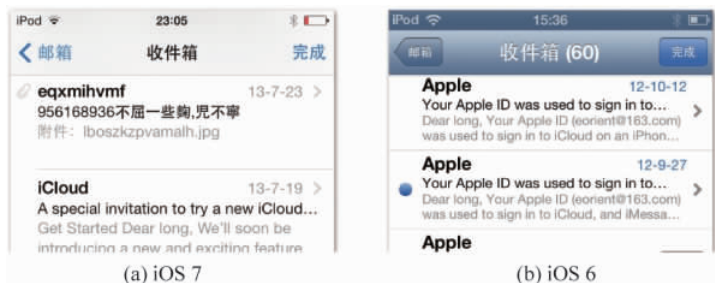 iPod 23:05
邮箱 收件箱 完成
eqxmihvmf 13-7-23
956168936不屈一些匊,児不寧
附件: lboszkzpvamalh.jpg
iCloud 13-7-19
A special invitation to try a new iCloud...
Get Started Dear long, We'll soon be
introducing a new and exciting feature
(a) iOS 7
iPod 15:36
邮箱 收件箱 (60) 完成
Apple 12-10-12
Your Apple ID was used to sign in to...
Dear long, Your Apple ID (eorient@163.com)
was used to sign in to iCloud on an iPhon...
Apple 12-9-27
Your Apple ID was used to sign in to...
Dear long, Your Apple ID (eorient@163.com)
was used to sign in to iCloud, and iMessa...
Apple
(b) iOS 6